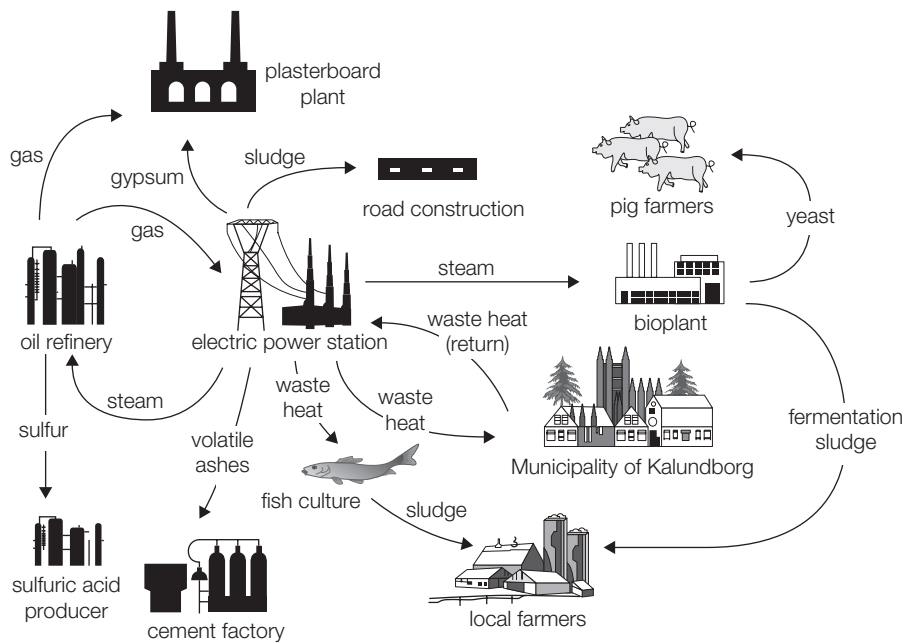 plasterboard
plant
gas
gypsum
sludge
road construction
pig farmers
yeast
gas
steam
bioplant
oil refinery
electric power station
waste heat
(return)
steam
waste
heat
waste
heat
sulfur
volatile
ashes
Municipality of Kalundborg
fermentation
sludge
fish culture
sludge
sulfuric acid
producer
cement factory
local farmers